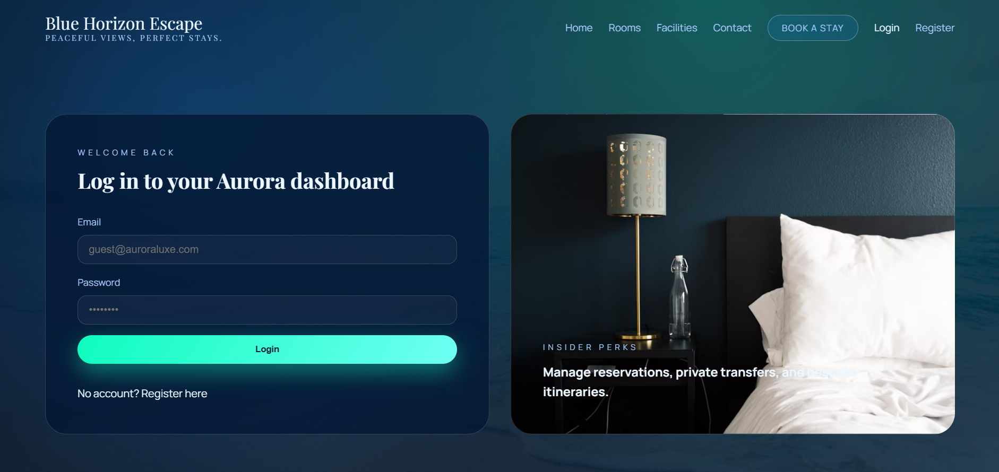 Blue Horizon Escape
PEACEFUL VIEWS, PERFECT STAYS.
Home Rooms Facilities Contact BOOK A STAY Login Register
WELCOME BACK
Log in to your Aurora dashboard
Email
guest@auroraluxe.com
Password
••••••••
Login
No account? Register here
INSIDER PERKS
Manage reservations, private transfers, and bespoke
itineraries.